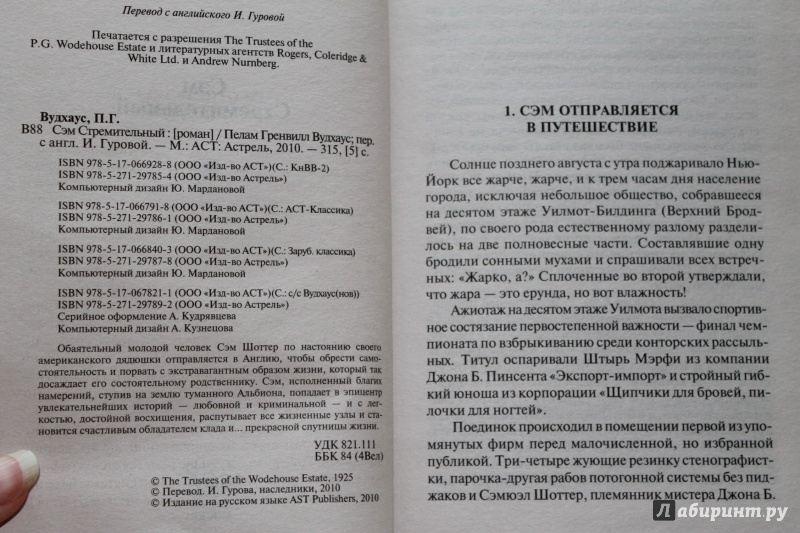 Перевод с английского И. Гуровой
Печатается с разрешения The Trustees of the
P.G. Wodehouse Estate и литературных агентств Rogers, Coleridge &
White Ltd. и Andrew Nurnberg.
Вудхаус, П.Г.
В88 Сэм Стремительный : [роман] / Пелам Гренвилл Вудхаус; пер.
с англ. И. Гуровой. — М.: АСТ: Астрель, 2010. — 315, [5] с.
ISBN 978-5-17-066928-8 (ООО «Изд-во АСТ»)(С.: КнВВ-2)
ISBN 978-5-271-29785-4 (ООО «Изд-во Астрель»)
Компьютерный дизайн Ю. Мардановой
ISBN 978-5-17-066791-8 (ООО «Изд-во АСТ»)(С.: АСТ-Классика)
ISBN 978-5-271-29786-1 (ООО «Изд-во Астрель»)
Компьютерный дизайн Ю. Мардановой
ISBN 978-5-17-066840-3 (ООО «Изд-во АСТ»)(С.: Заруб. классика)
ISBN 978-5-271-29787-8 (ООО «Изд-во Астрель»)
Компьютерный дизайн Ю. Мардановой
ISBN 978-5-17-067821-1 (ООО «Изд-во АСТ»)(С.: с/с Вудхаус(нов))
ISBN 978-5-271-29789-2 (ООО «Изд-во Астрель»)
Серийное оформление А. Кудрявцева
Компьютерный дизайн А. Кузнецова
Обаятельный молодой человек Сэм Шоттер по настоянию своего
американского дядюшки отправляется в Англию, чтобы обрести само-
стоятельность и порвать с экстравагантным образом жизни, который так
досаждает его состоятельному родственнику. Сэм, исполненный благих
намерений, ступив на землю туманного Альбиона, попадает в эпицентр
увлекательнейших историй — любовной и криминальной — и с лег-
костью, достойной восхищения, распутывает все жизненные узлы и ста-
новится счастливым обладателем клада и... прекрасной спутницы жизни.
УДК 821.111
ББК 84 (4Вел)
© The Trustees of the Wodehouse Estate, 1925
© Перевод. И. Гурова, наследники, 2010
© Издание на русском языке AST Publishers, 2010
1. СЭМ ОТПРАВЛЯЕТСЯ
В ПУТЕШЕСТВИЕ
Солнце позднего августа с утра поджаривало Нью-
Йорк все жарче, жарче, и к трем часам дня население
города, исключая небольшое общество, собравшееся
на десятом этаже Уилмот-Билдинга (Верхний Брод-
вей), по своего рода естественному разлому раздели-
лось на две полновесные части. Составлявшие одну
бродили сонными мухами и спрашивали всех встреч-
ных: «Жарко, а?» Сплоченные во второй утверждали,
что жара — это ерунда, но вот влажность!
Ажиотаж на десятом этаже Уилмота вызвало спортив-
ное состязание первостепенной важности — финал чем-
пионата по взбрыкиванию среди конторских рассыль-
ных. Титул оспаривали Штырь Мэрфи из компании
Джона Б. Пинсента «Экспорт-импорт» и стройный гиб-
кий юноша из корпорации «Щипчики для бровей, пи-
лочки для ногтей».
Поединок происходил в помещении первой из упо-
мянутых фирм перед малочисленной, но избранной
публикой. Три-четыре жующие резинку стенографист-
ки, парочка-другая рабов потогонной системы без пид-
жаков и Сэмюэл Шоттер, племянник мистера Джона Б.
Лабиринт.ру